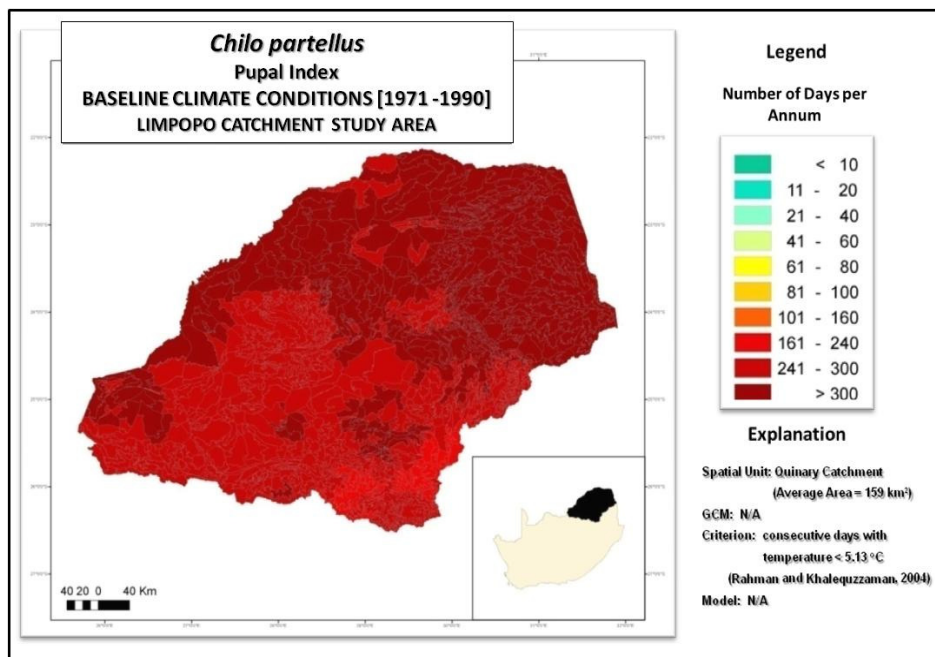 Chilo partellus
Pupal Index
BASELINE CLIMATE CONDITIONS [1971 -1990]
LIMPOPO CATCHMENT STUDY AREA
Legend
Number of Days per
Annum
< 10
11 - 20
21 - 40
41 - 60
61 - 80
81 - 100
101 - 160
161 - 240
241 - 300
> 300
Explanation
Spatial Unit: Quinary Catchment
(Average Area = 159 km²)
GCM: N/A
Criterion: consecutive days with
temperature < 5.13 °C
(Rahman and Khalequzzaman, 2004)
Model: N/A
40 20 0 40 Km